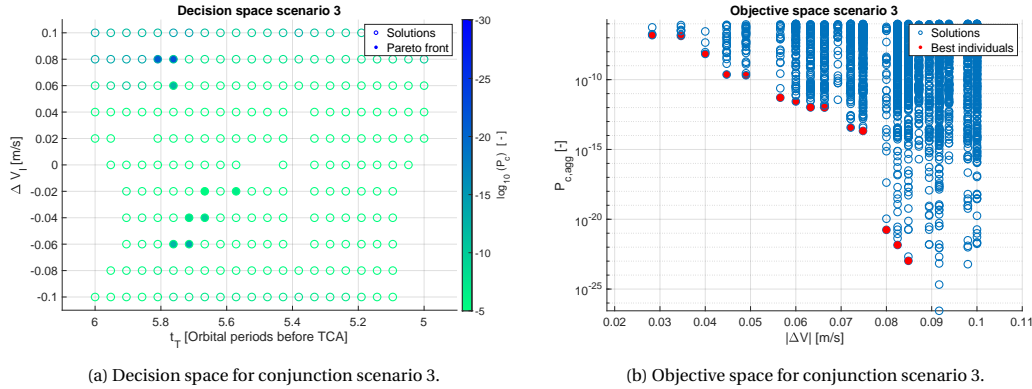 Decision space scenario 3
0.1
0.08
0.06
0.04
0.02
0
-0.02
-0.04
-0.06
-0.08
-0.1
Δ V_l [m/s]
Solutions
Pareto front
6
5.8
5.6
5.4
5.2
5
t_T [Orbital periods before TCA]
-30
-25
-20
-15
-10
-5
log_10 (P_c) [-]
(a) Decision space for conjunction scenario 3.
Objective space scenario 3
Solutions
Best individuals
10^-10
10^-15
10^-20
10^-25
P_c,agg [-]
0.02
0.03
0.04
0.05
0.06
0.07
0.08
0.09
0.1
0.11
|ΔV| [m/s]
(b) Objective space for conjunction scenario 3.